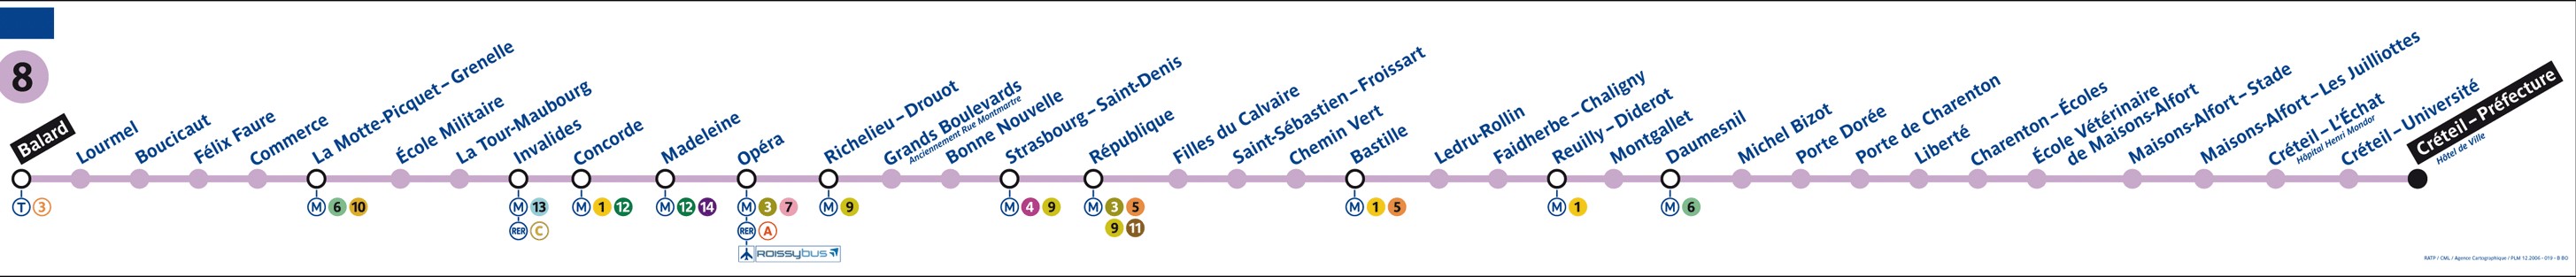 8
Balard
Lourmel
Boucicaut
Félix Faure
Commerce
La Motte-Picquet – Grenelle
École Militaire
La Tour-Maubourg
Invalides
Concorde
Madeleine
Opéra
Richelieu – Drouot
Grands Boulevards
Anciennement Rue Montmartre
Bonne Nouvelle
Strasbourg – Saint-Denis
République
Filles du Calvaire
Saint-Sébastien – Froissart
Chemin Vert
Bastille
Ledru-Rollin
Faidherbe – Chaligny
Reuilly – Diderot
Montgallet
Daumesnil
Michel Bizot
Porte Dorée
Porte de Charenton
Liberté
Charenton – Écoles
École Vétérinaire
de Maisons-Alfort
Maisons-Alfort – Stade
Maisons-Alfort – Les Juilliottes
Créteil – L'Échat
Hôpital Henri Mondor
Créteil – Université
Créteil – Préfecture
Hôtel de Ville
T 3
M 6 10
M 13
RER C
M 1 12
M 12 14
M 3 7
RER A
ROISSYBUS
M 9
M 4 9
M 3 5
9 11
M 1 5
M 1
M 6
RATP / CML / Agence Cartographique / PLM 12.2004 - 019 - B BO